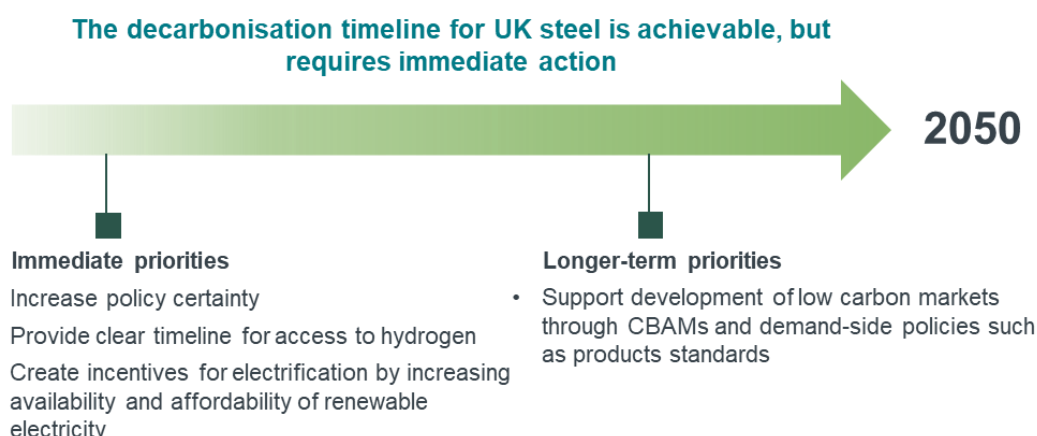 The decarbonisation timeline for UK steel is achievable, but
requires immediate action
2050
Immediate priorities
Increase policy certainty
Provide clear timeline for access to hydrogen
Create incentives for electrification by increasing
availability and affordability of renewable
electricity
Longer-term priorities
• Support development of low carbon markets
through CBAMs and demand-side policies such
as products standards